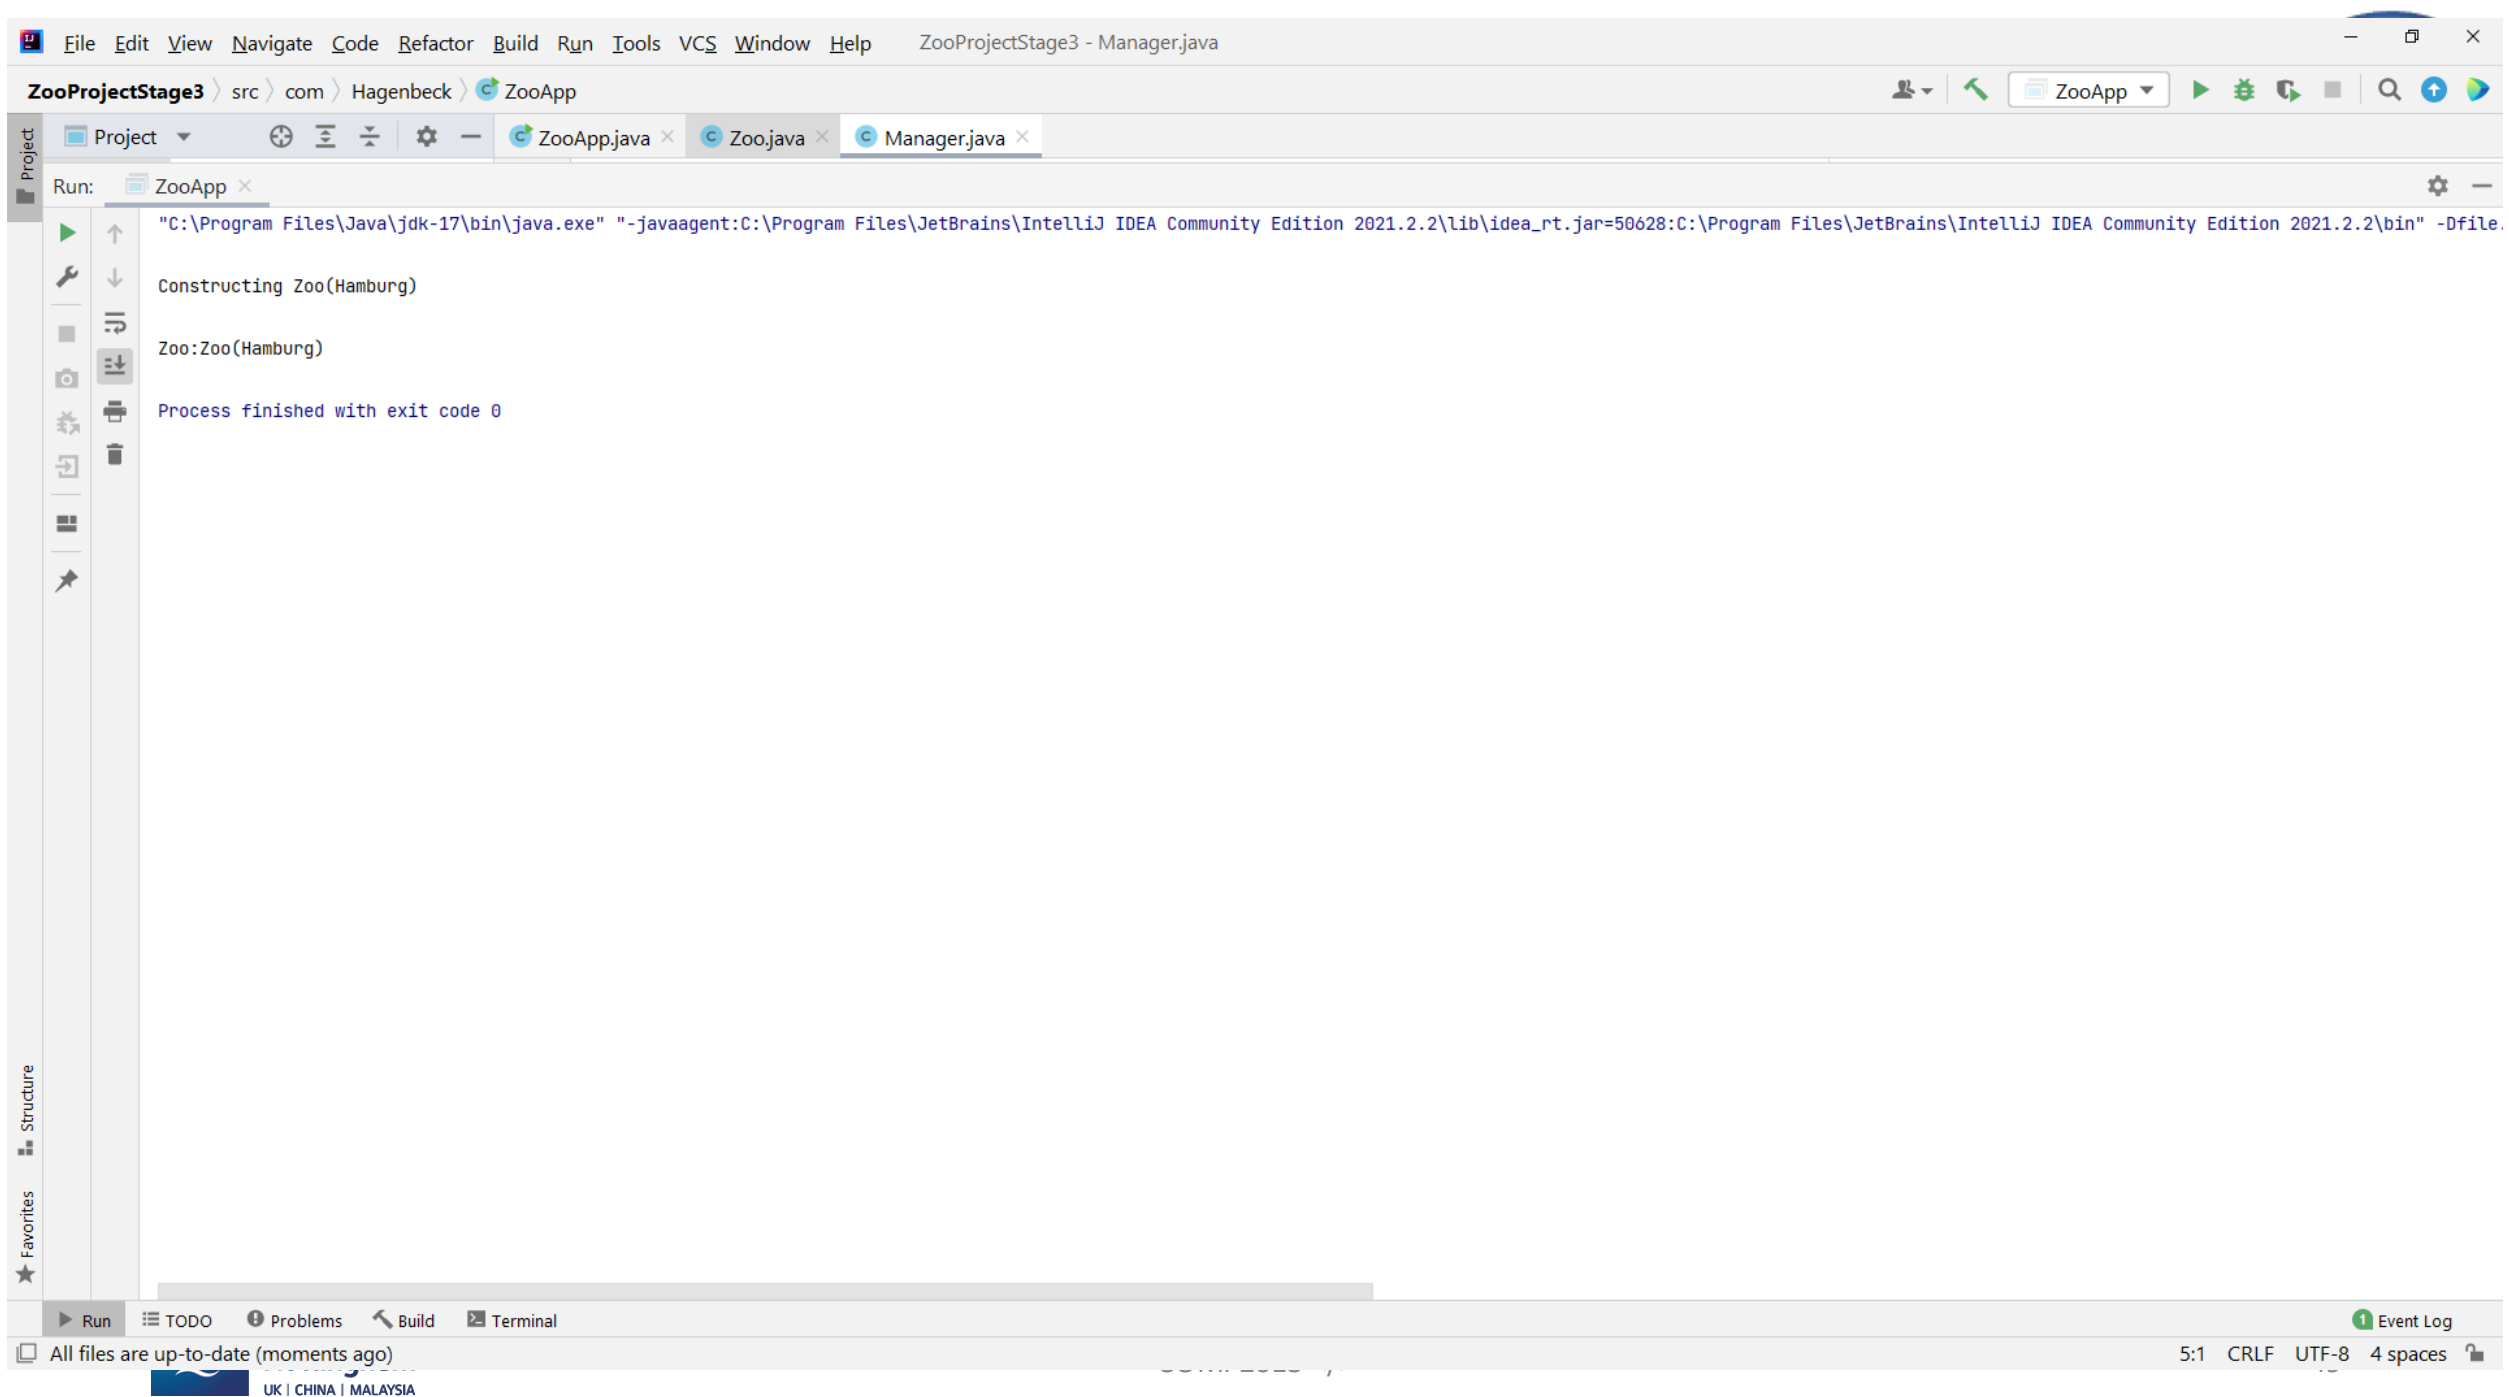 File Edit View Navigate Code Refactor Build Run Tools VCS Window Help ZooProjectStage3 - Manager.java
ZooProjectStage3 src com Hagenbeck ZooApp ZooApp
Project Project ZooApp.java Zoo.java Manager.java
Run: ZooApp
"C:\Program Files\Java\jdk-17\bin\java.exe" "-javaagent:C:\Program Files\JetBrains\IntelliJ IDEA Community Edition 2021.2.2\lib\idea_rt.jar=50628:C:\Program Files\JetBrains\IntelliJ IDEA Community Edition 2021.2.2\bin" -Dfile.
Constructing Zoo(Hamburg)
Zoo:Zoo(Hamburg)
Process finished with exit code 0
Structure
Favorites
Run TODO Problems Build Terminal 1 Event Log
All files are up-to-date (moments ago) 5:1 CRLF UTF-8 4 spaces
UK | CHINA | MALAYSIA